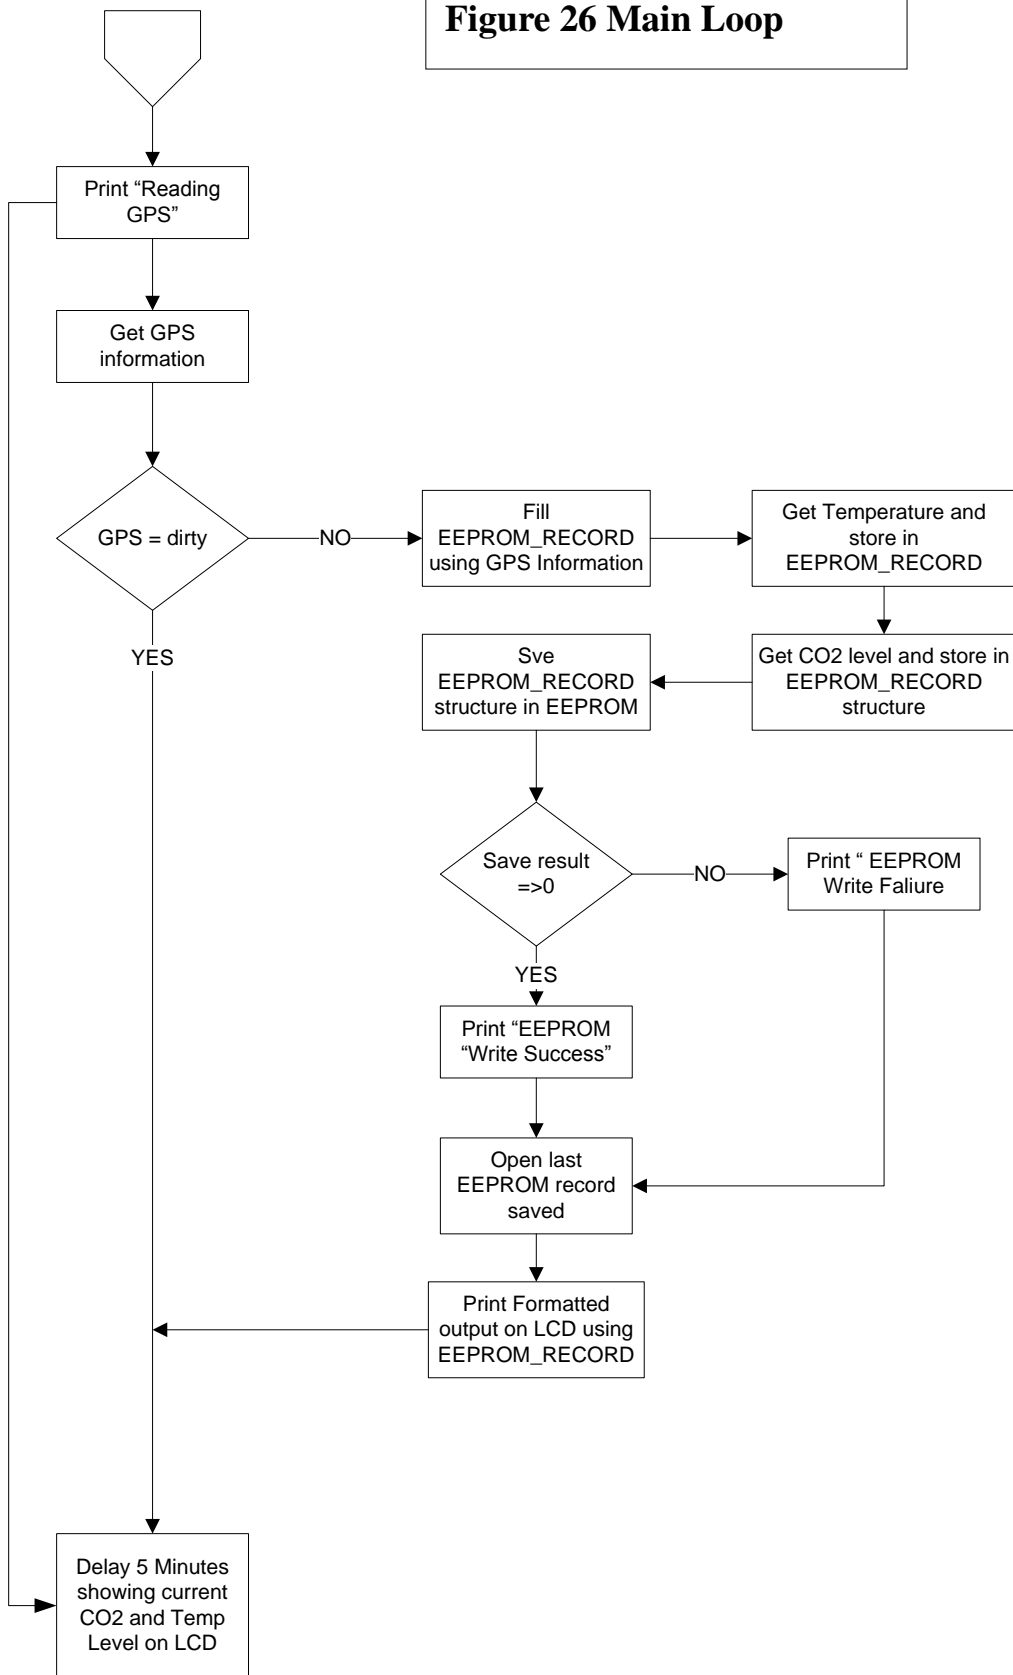 Figure 26 Main Loop
Print “Reading
GPS”
Get GPS
information
GPS = dirty
NO
Fill
EEPROM_RECORD
using GPS Information
Get Temperature and
store in
EEPROM_RECORD
YES
Sve
EEPROM_RECORD
structure in EEPROM
Get CO2 level and store in
EEPROM_RECORD
structure
Save result
=>0
NO
Print “ EEPROM
Write Faliure
YES
Print “EEPROM
“Write Success”
Open last
EEPROM record
saved
Print Formatted
output on LCD using
EEPROM_RECORD
Delay 5 Minutes
showing current
CO2 and Temp
Level on LCD